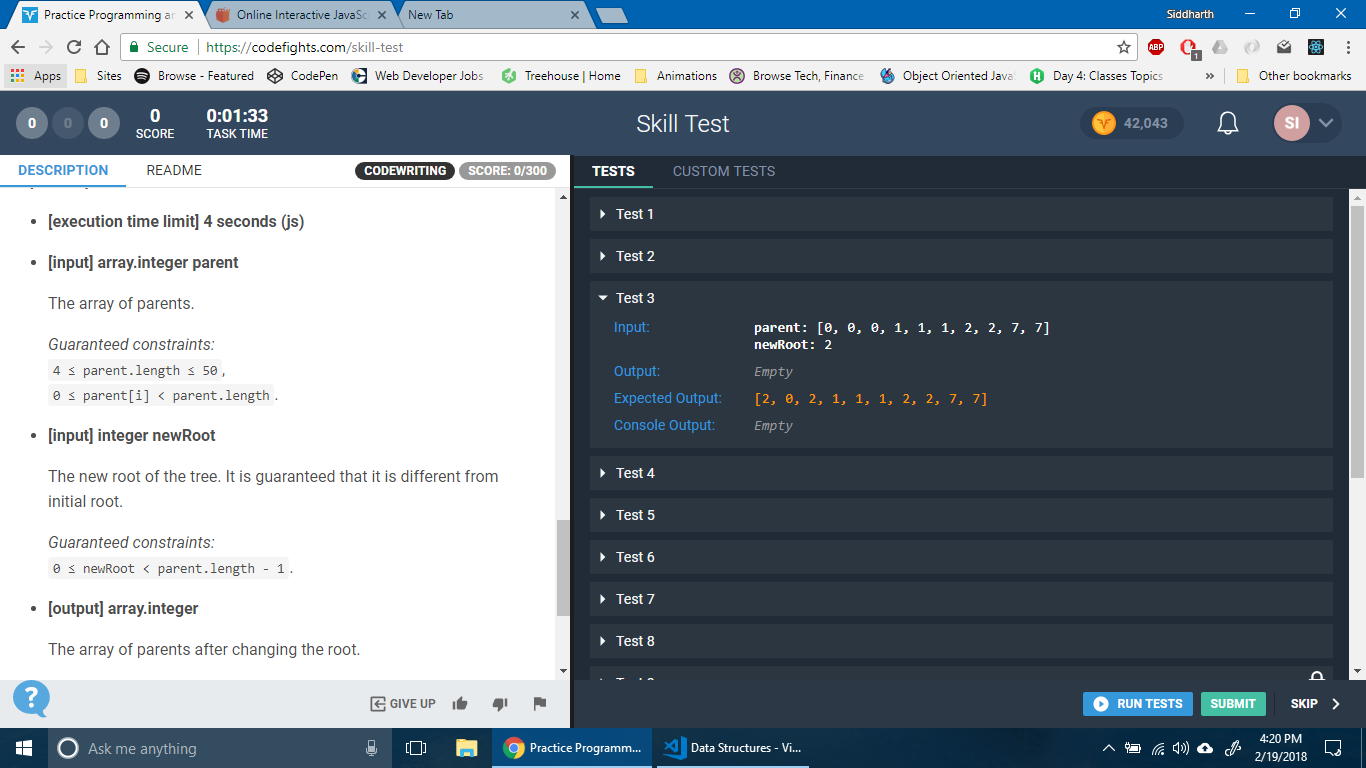 Practice Programming an
Online Interactive JavaSc
New Tab
Siddharth
Secure
https://codefights.com/skill-test
ABP
1
Apps
Sites
Browse - Featured
CodePen
Web Developer Jobs
Treehouse | Home
Animations
Browse Tech, Finance
Object Oriented Java
Day 4: Classes Topics
»
Other bookmarks
0
0
0
0
SCORE
0:01:33
TASK TIME
Skill Test
42,043
SI
DESCRIPTION
README
CODEWRITING
SCORE: 0/300
• [execution time limit] 4 seconds (js)
• [input] array.integer parent
The array of parents.
Guaranteed constraints:
4 ≤ parent.length ≤ 50,
0 ≤ parent[i] < parent.length.
• [input] integer newRoot
The new root of the tree. It is guaranteed that it is different from
initial root.
Guaranteed constraints:
0 ≤ newRoot < parent.length - 1.
• [output] array.integer
The array of parents after changing the root.
?
GIVE UP
TESTS
CUSTOM TESTS
Test 1
Test 2
Test 3
Input:
parent: [0, 0, 0, 1, 1, 1, 2, 2, 7, 7]
newRoot: 2
Output:
Empty
Expected Output:
[2, 0, 2, 1, 1, 1, 2, 2, 7, 7]
Console Output:
Empty
Test 4
Test 5
Test 6
Test 7
Test 8
RUN TESTS
SUBMIT
SKIP
Ask me anything
Practice Programm...
Data Structures - Vi...
4:20 PM
2/19/2018